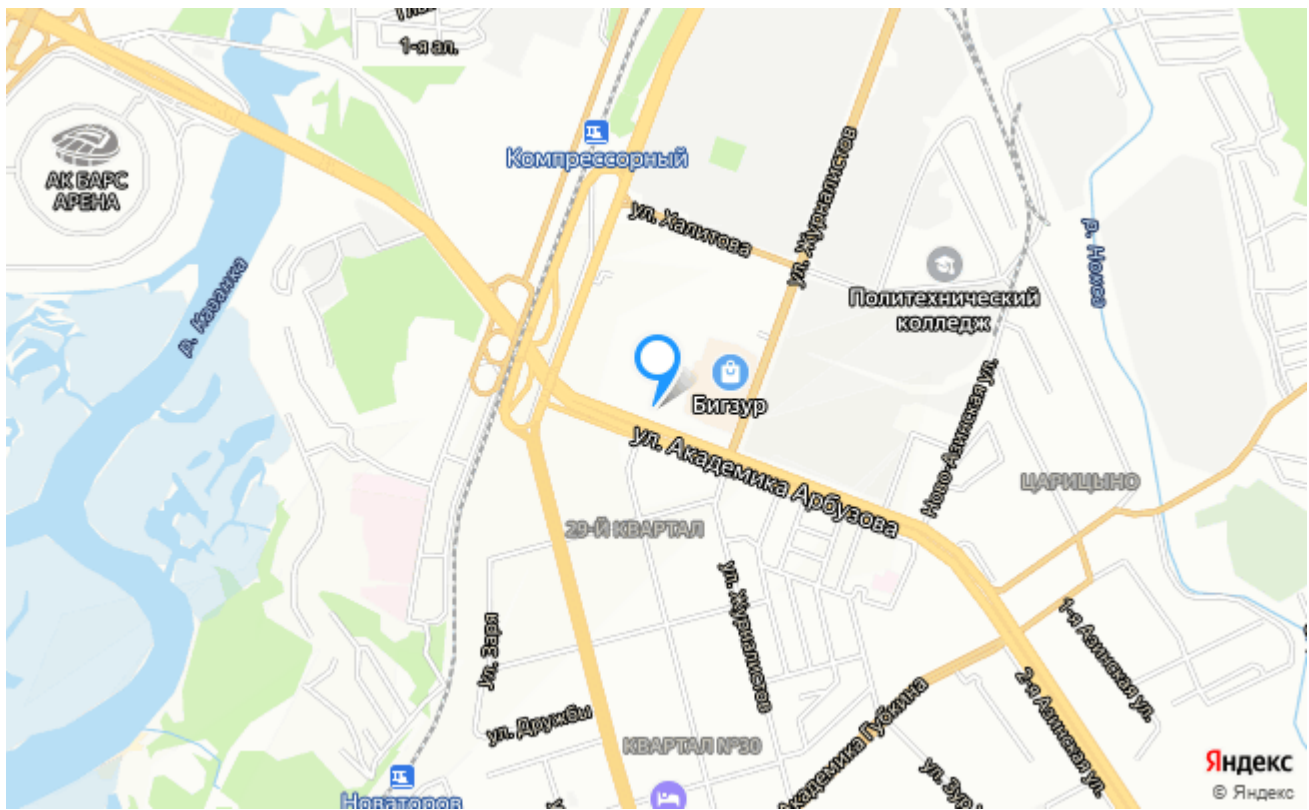 1-я ал.
Компрессорный
АК БАРС
АРЕНА
ул. Халитова
ул. Журналистов
р. Казанка
р. Нокса
Политехнический
колледж
Бигзур
ул. Академика Арбузова
Ново-Азинская ул.
ЦАРИЦЫНО
29-Й КВАРТАЛ
ул. Журналистов
ул. Заря
1-я Азинская ул.
2-я Азинская ул.
ул. Дружбы
КВАРТАЛ №30
Академика Губкина
Новаторов
Яндекс
© Яндекс